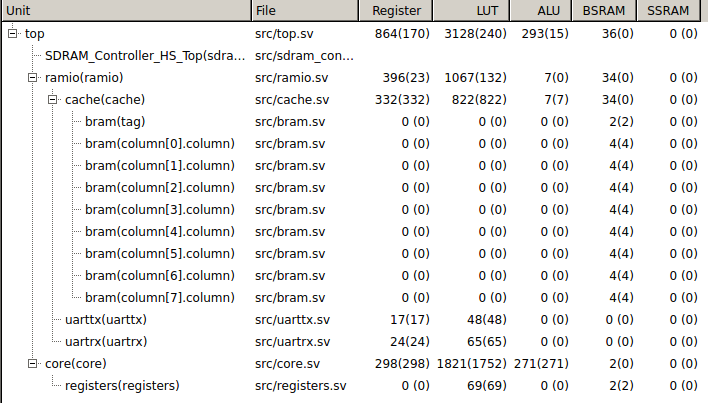 Unit File Register LUT ALU BSRAM SSRAM
top src/top.sv 864(170) 3128(240) 293(15) 36(0) 0 (0)
SDRAM_Controller_HS_Top(sdra... src/sdram_con...
ramio(ramio) src/ramio.sv 396(23) 1067(132) 7(0) 34(0) 0 (0)
cache(cache) src/cache.sv 332(332) 822(822) 7(7) 34(0) 0 (0)
bram(tag) src/bram.sv 0 (0) 0 (0) 0 (0) 2(2) 0 (0)
bram(column[0].column) src/bram.sv 0 (0) 0 (0) 0 (0) 4(4) 0 (0)
bram(column[1].column) src/bram.sv 0 (0) 0 (0) 0 (0) 4(4) 0 (0)
bram(column[2].column) src/bram.sv 0 (0) 0 (0) 0 (0) 4(4) 0 (0)
bram(column[3].column) src/bram.sv 0 (0) 0 (0) 0 (0) 4(4) 0 (0)
bram(column[4].column) src/bram.sv 0 (0) 0 (0) 0 (0) 4(4) 0 (0)
bram(column[5].column) src/bram.sv 0 (0) 0 (0) 0 (0) 4(4) 0 (0)
bram(column[6].column) src/bram.sv 0 (0) 0 (0) 0 (0) 4(4) 0 (0)
bram(column[7].column) src/bram.sv 0 (0) 0 (0) 0 (0) 4(4) 0 (0)
uarttx(uarttx) src/uarttx.sv 17(17) 48(48) 0 (0) 0 (0) 0 (0)
uartrx(uartrx) src/uartrx.sv 24(24) 65(65) 0 (0) 0 (0) 0 (0)
core(core) src/core.sv 298(298) 1821(1752) 271(271) 2(0) 0 (0)
registers(registers) src/registers.sv 0 (0) 69(69) 0 (0) 2(2) 0 (0)